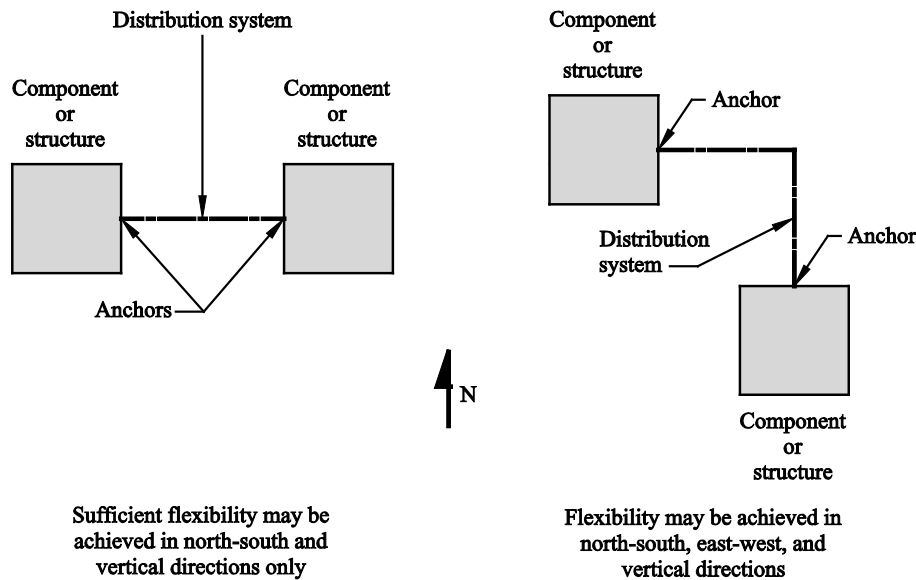 Distribution system
Component
or
structure
Component
or
structure
Anchors
Component
or
structure
Anchor
Distribution
system
Anchor
Component
or
structure
N
Sufficient flexibility may be
achieved in north-south and
vertical directions only
Flexibility may be achieved in
north-south, east-west, and
vertical directions